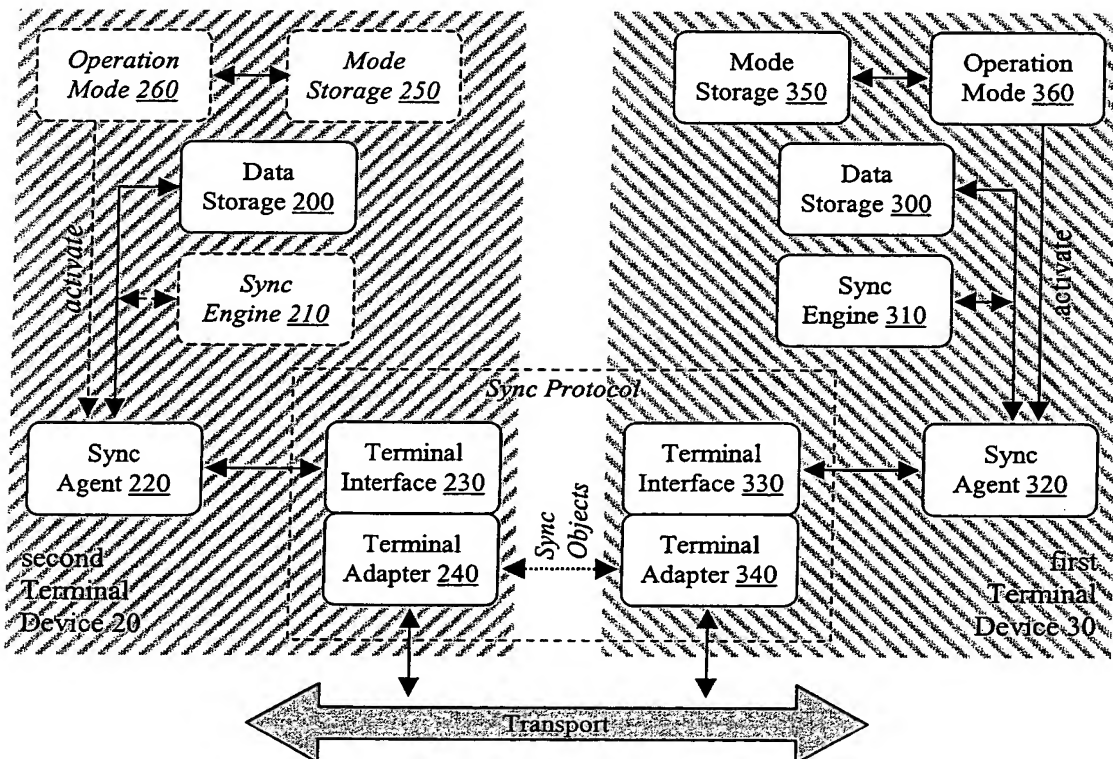 Operation
Mode 260
Mode
Storage 250
Mode
Storage 350
Operation
Mode 360
Data
Storage 200
Data
Storage 300
activate
Sync
Engine 210
Sync
Engine 310
activate
Sync Protocol
Sync
Agent 220
Terminal
Interface 230
Terminal
Interface 330
Sync
Agent 320
Terminal
Adapter 240
Sync
Objects
Terminal
Adapter 340
second
Terminal
Device 20
first
Terminal
Device 30
Transport